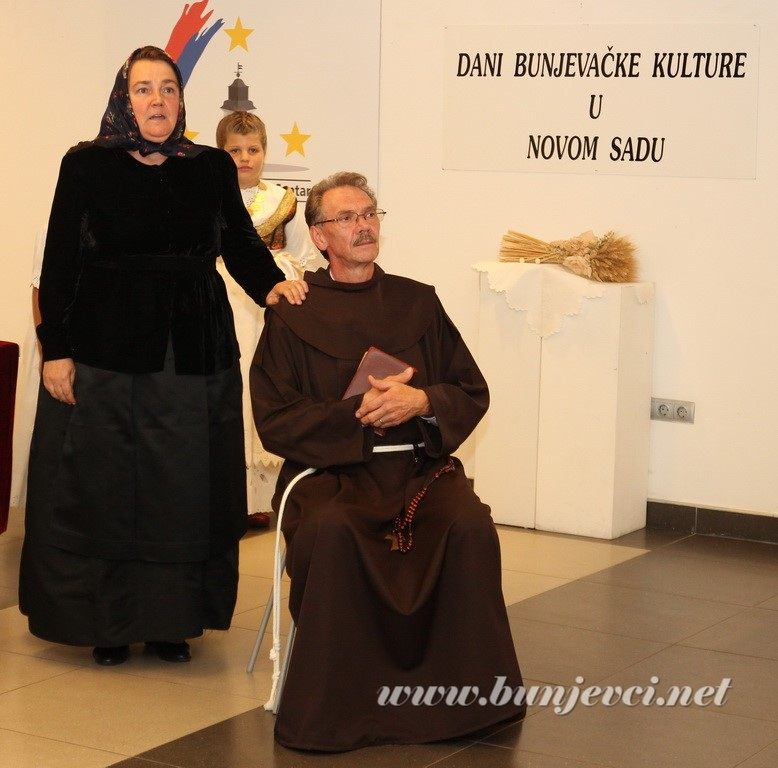 DANI BUNJEVAČKE KULTURE
U
NOVOM SADU
www.bunjevci.net